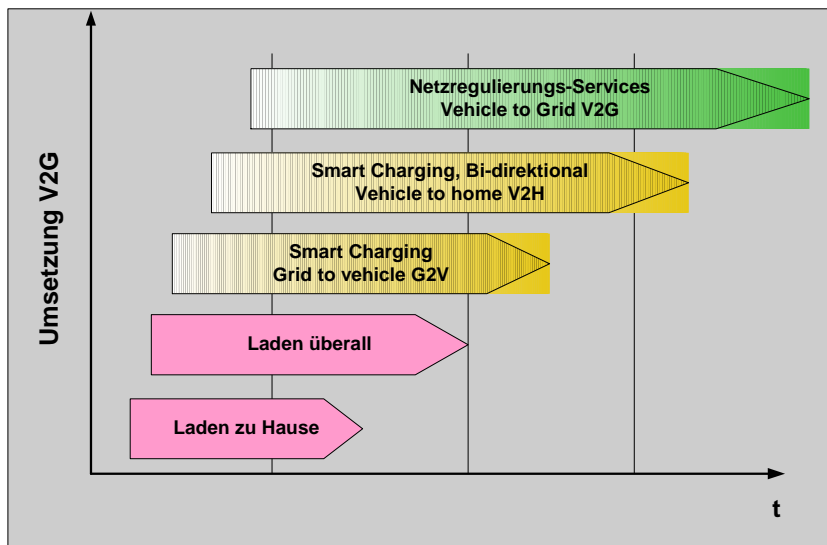 Umsetzung V2G
Netzregulierungs-Services
Vehicle to Grid V2G
Smart Charging, Bi-direktional
Vehicle to home V2H
Smart Charging
Grid to vehicle G2V
Laden überall
Laden zu Hause
t